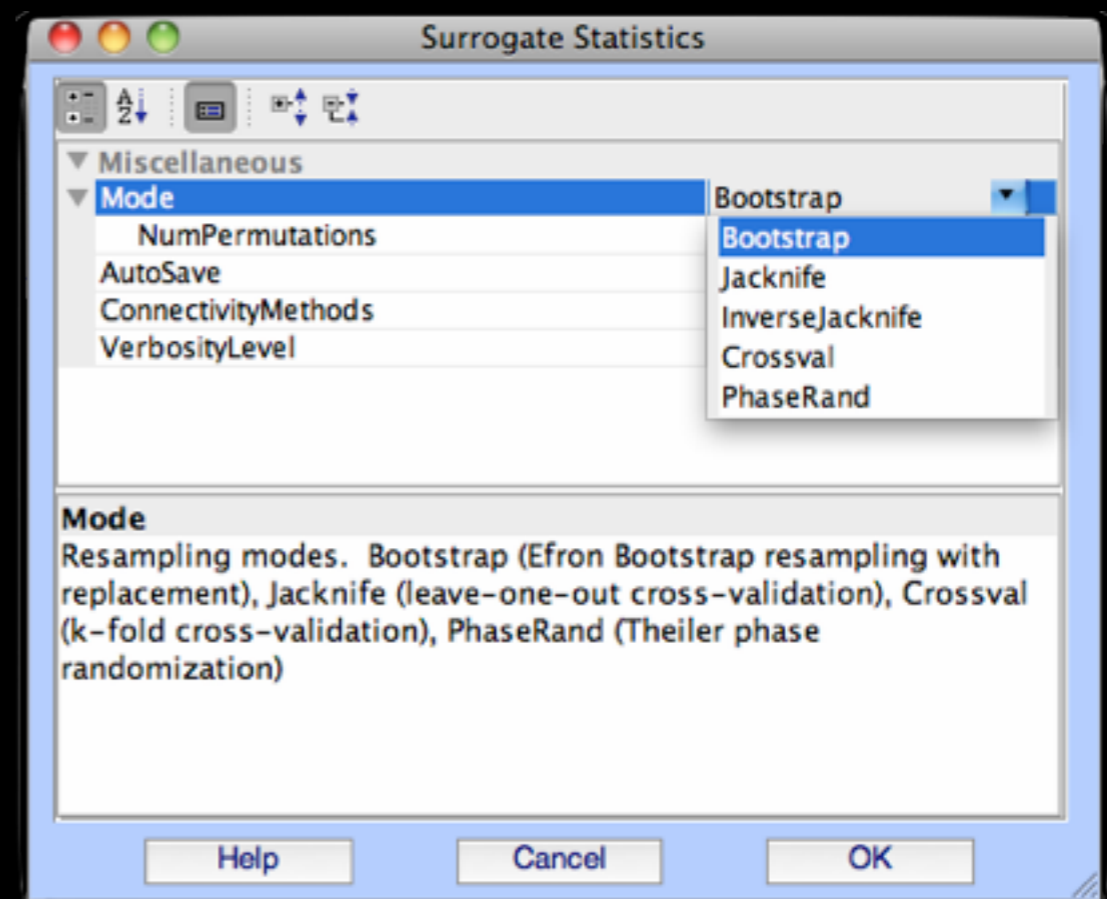 Surrogate Statistics
A
Z
Miscellaneous
Mode Bootstrap
NumPermutations
AutoSave
ConnectivityMethods
VerbosityLevel
Bootstrap
Jacknife
InverseJacknife
Crossval
PhaseRand
Mode
Resampling modes.  Bootstrap (Efron Bootstrap resampling with
replacement), Jacknife (leave-one-out cross-validation), Crossval
(k-fold cross-validation), PhaseRand (Theiler phase
randomization)
Help Cancel OK